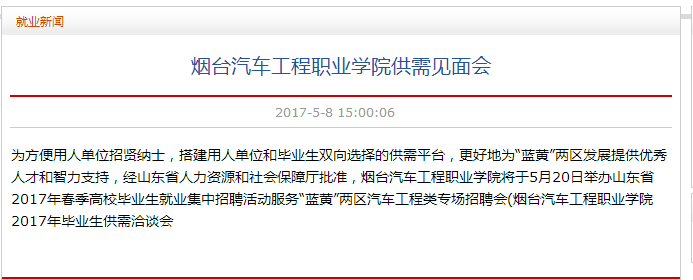 就业新闻
烟台汽车工程职业学院供需见面会
2017-5-8 15:00:06
为方便用人单位招贤纳士，搭建用人单位和毕业生双向选择的供需平台，更好地为“蓝黄”两区发展提供优秀
人才和智力支持，经山东省人力资源和社会保障厅批准，烟台汽车工程职业学院将于5月20日举办山东省
2017年春季高校毕业生就业集中招聘活动服务“蓝黄”两区汽车工程类专场招聘会(烟台汽车工程职业学院
2017年毕业生供需洽谈会